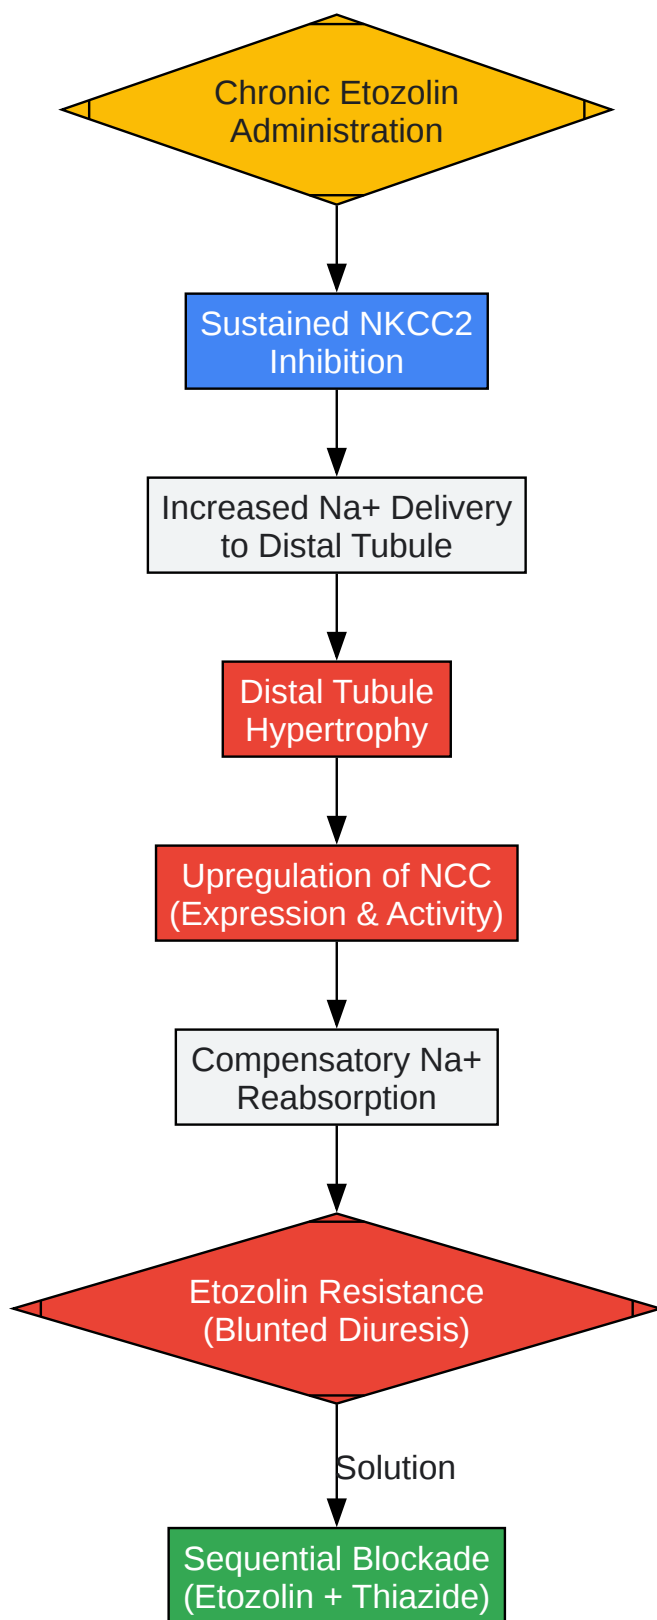 Chronic Etozolin
Administration
Sustained NKCC2
Inhibition
Increased Na+ Delivery
to Distal Tubule
Distal Tubule
Hypertrophy
Upregulation of NCC
(Expression & Activity)
Compensatory Na+
Reabsorption
Etozolin Resistance
(Blunted Diuresis)
Solution
Sequential Blockade
(Etozolin + Thiazide)